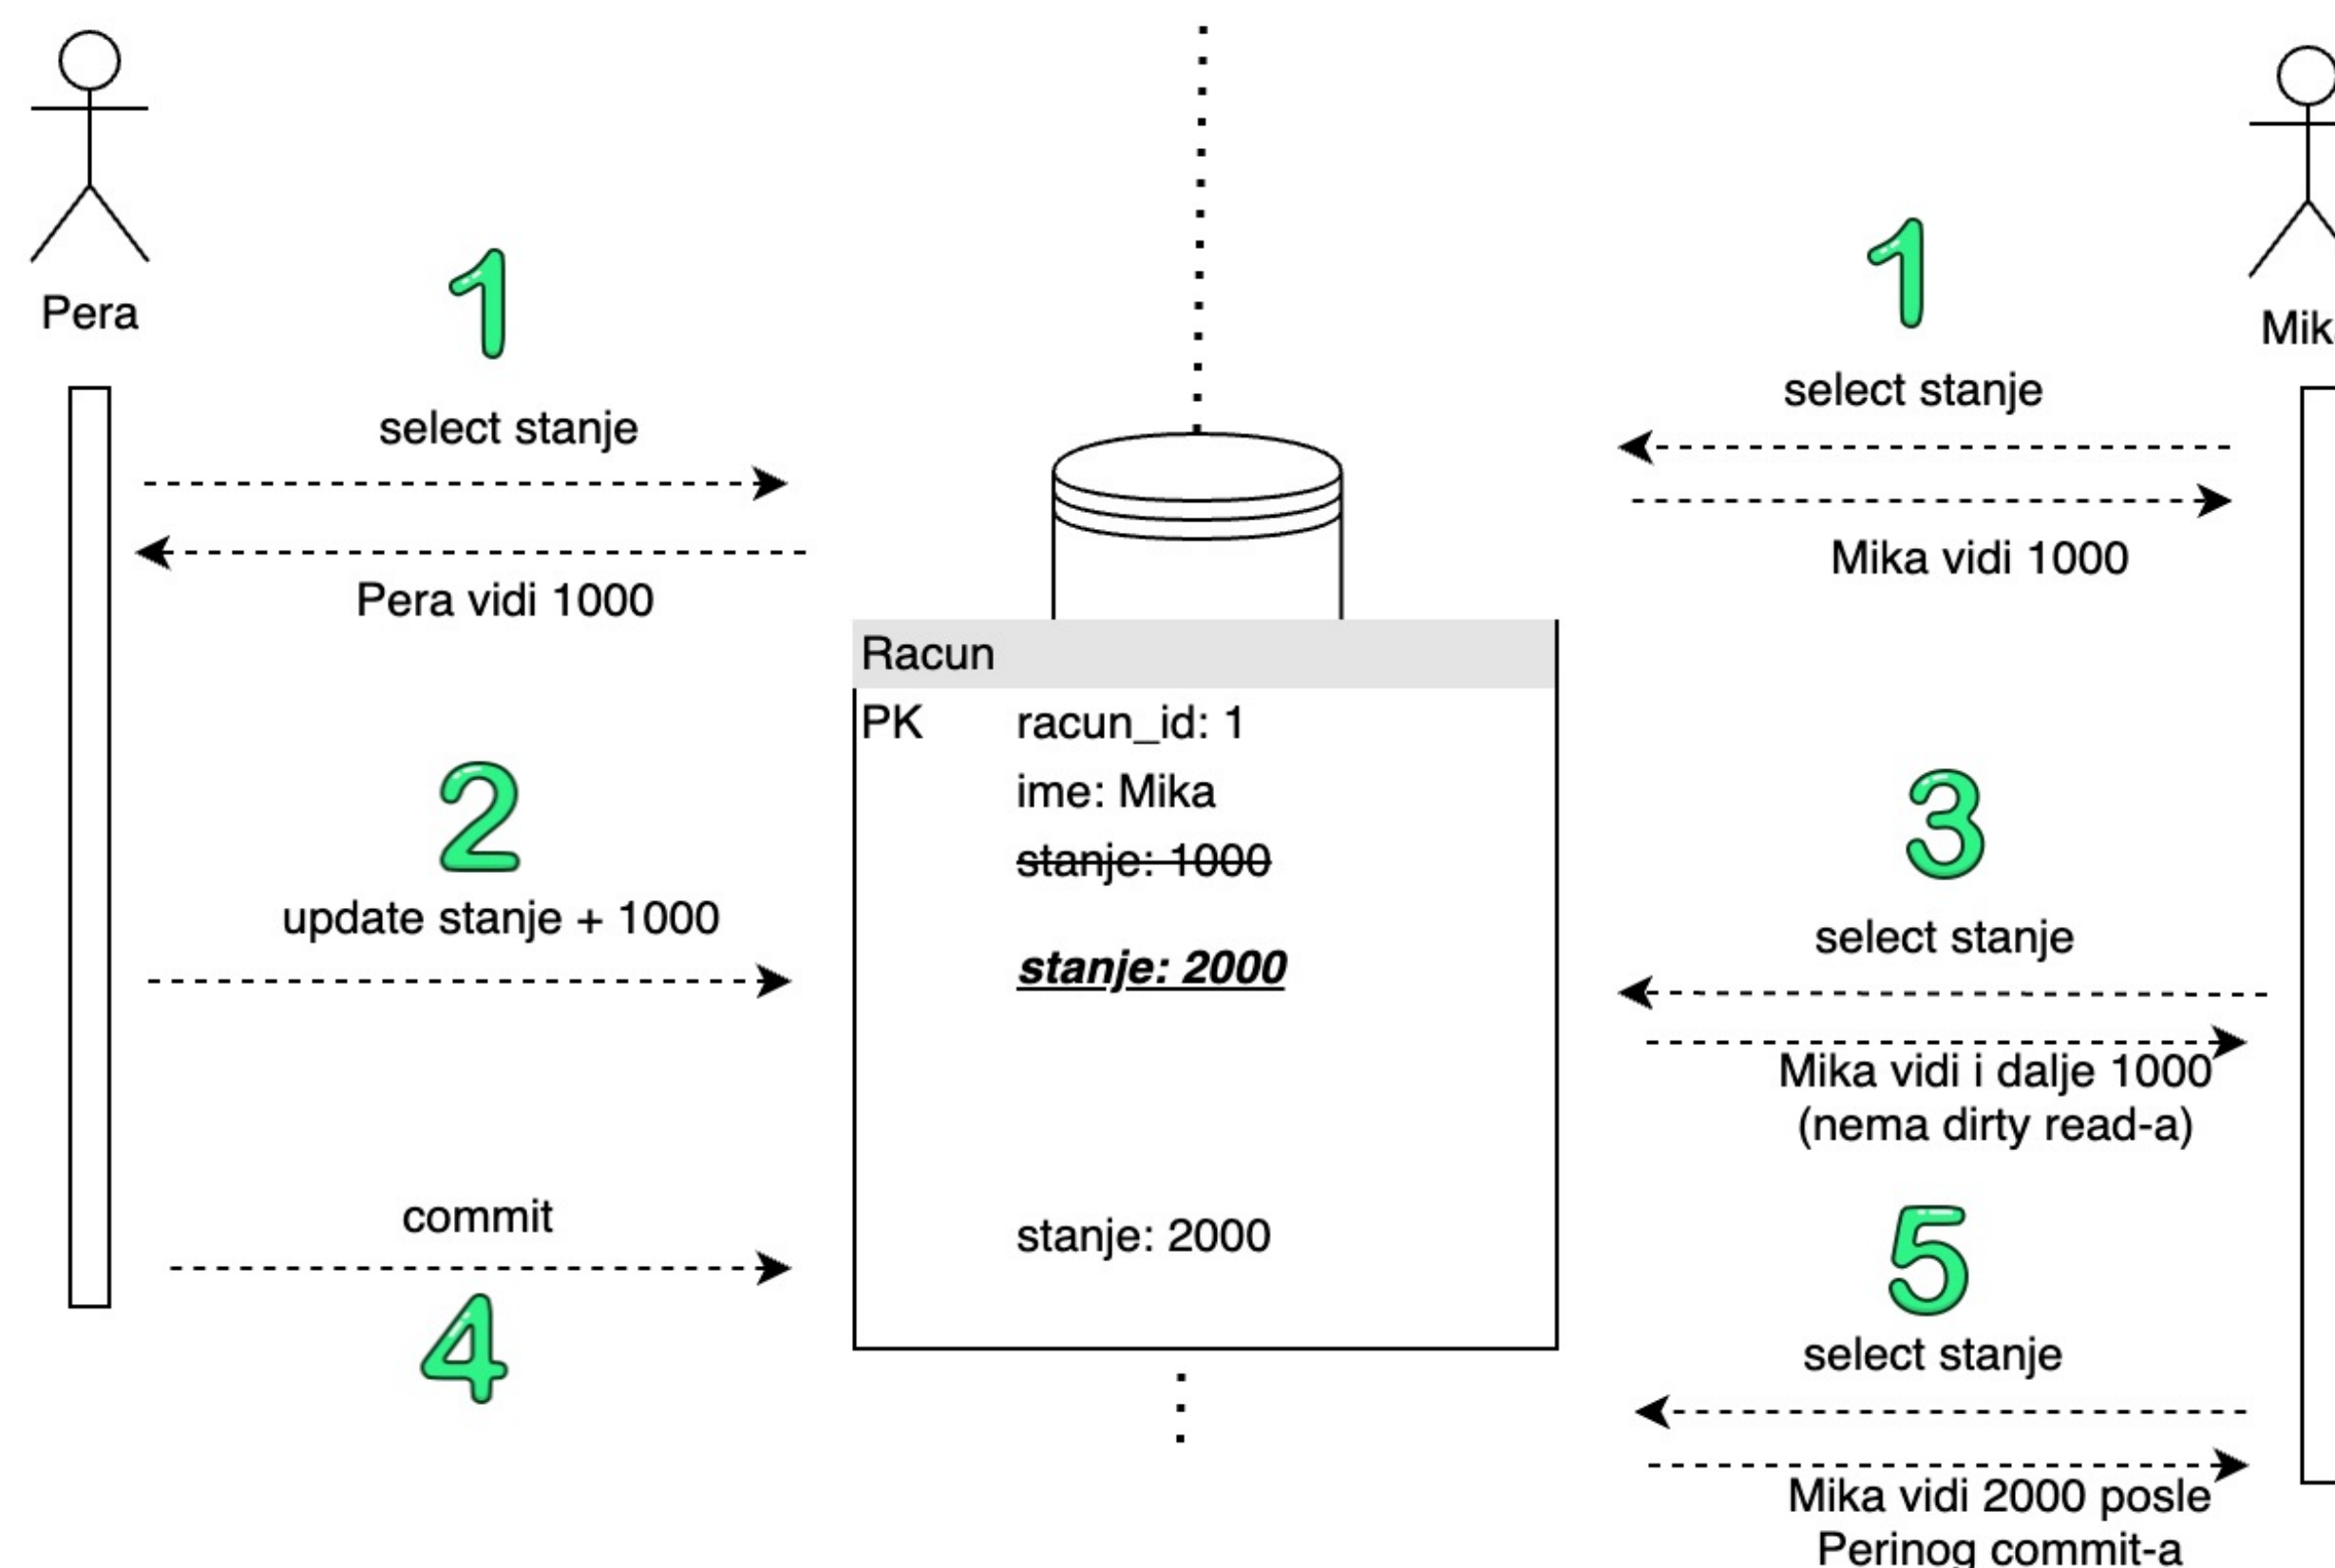 Pera
1
select stanje
Pera vidi 1000
2
update stanje + 1000
commit
4
Racun
PK racun_id: 1
ime: Mika
stanje: 1000
stanje: 2000
stanje: 2000
Mik
1
select stanje
Mika vidi 1000
3
select stanje
Mika vidi i dalje 1000
(nema dirty read-a)
5
select stanje
Mika vidi 2000 posle
Perinog commit-a